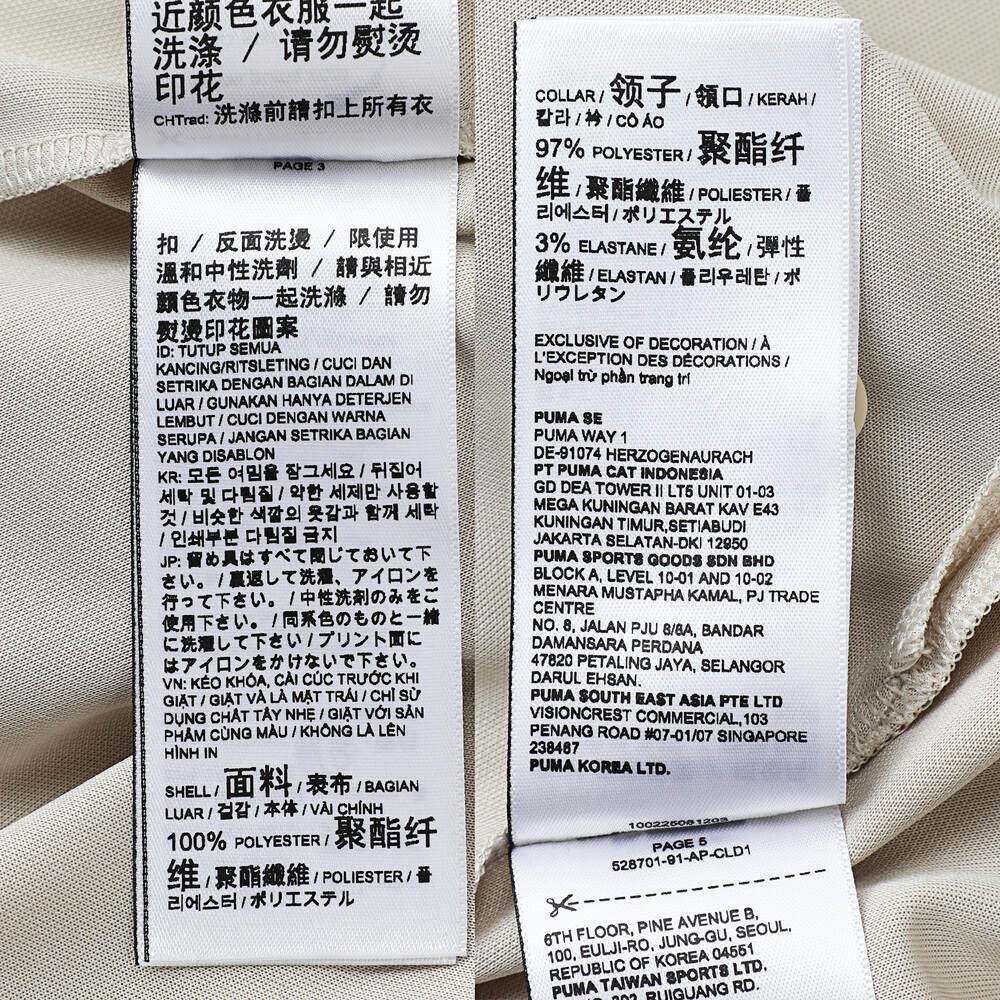 近颜色衣服一起
洗涤 / 请勿熨烫
印花
CHTrad: 洗滌前請扣上所有衣
PAGE 3
扣 / 反面洗燙 / 限使用
溫和中性洗劑 / 請與相近
顏色衣物一起洗滌 / 請勿
熨燙印花圖案
ID: TUTUP SEMUA
KANCING/RITSLETING / CUCI DAN
SETRIKA DENGAN BAGIAN DALAM DI
LUAR / GUNAKAN HANYA DETERJEN
LEMBUT / CUCI DENGAN WARNA
SERUPA / JANGAN SETRIKA BAGIAN
YANG DISABLON
KR: 모든 여밈을 잠그세요 / 뒤집어
세탁 및 다림질 / 약한 세제만 사용할
것 / 비슷한 색깔의 옷감과 함께 세탁
/ 인쇄부분 다림질 금지
JP: 留め具はすべて閉じておいて下
さい。 / 裏返して洗濯、アイロンを
行って下さい。 / 中性洗剤のみをご
使用下さい。 / 同系色のものと一緒
に洗濯して下さい / プリント面に
はアイロンをかけないで下さい。
VN: KÉO KHÓA, CÀI CÚC TRƯỚC KHI
GIẶT / GIẶT VÀ LÀ MẶT TRÁI / CHỈ SỬ
DỤNG CHẤT TẨY NHẸ / GIẶT VỚI SẢN
PHẨM CÙNG MÀU / KHÔNG LÀ LÊN
HÌNH IN
SHELL / 面料 / 表布 / BAGIAN
LUAR / 겉감 / 本体 / VẢI CHÍNH
100% POLYESTER / 聚酯纤
维 / 聚酯纖維 / POLIESTER / 폴
리에스터 / ポリエステル
COLLAR / 领子 / 領口 / KERAH /
칼라 / 衿 / CỔ ÁO
97% POLYESTER / 聚酯纤
维 / 聚酯纖維 / POLIESTER / 폴
리에스터 / ポリエステル
3% ELASTANE / 氨纶 / 彈性
纖維 / ELASTAN / 폴리우레탄 / ポ
リウレタン
EXCLUSIVE OF DECORATION / À
L'EXCEPTION DES DÉCORATIONS /
Ngoại trừ phần trang trí
PUMA SE
PUMA WAY 1
DE-91074 HERZOGENAURACH
PT PUMA CAT INDONESIA
GD DEA TOWER II LT5 UNIT 01-03
MEGA KUNINGAN BARAT KAV E43
KUNINGAN TIMUR,SETIABUDI
JAKARTA SELATAN-DKI 12950
PUMA SPORTS GOODS SDN BHD
BLOCK A, LEVEL 10-01 AND 10-02
MENARA MUSTAPHA KAMAL, PJ TRADE
CENTRE
NO. 8, JALAN PJU 8/8A, BANDAR
DAMANSARA PERDANA
47820 PETALING JAYA, SELANGOR
DARUL EHSAN.
PUMA SOUTH EAST ASIA PTE LTD
VISIONCREST COMMERCIAL,103
PENANG ROAD #07-01/07 SINGAPORE
238467
PUMA KOREA LTD.
PAGE 5
528701-91-AP-CLD1
6TH FLOOR, PINE AVENUE B,
100, EULJI-RO, JUNG-GU, SEOUL,
REPUBLIC OF KOREA 04551
PUMA TAIWAN SPORTS LTD.
RUIGUANG RD.